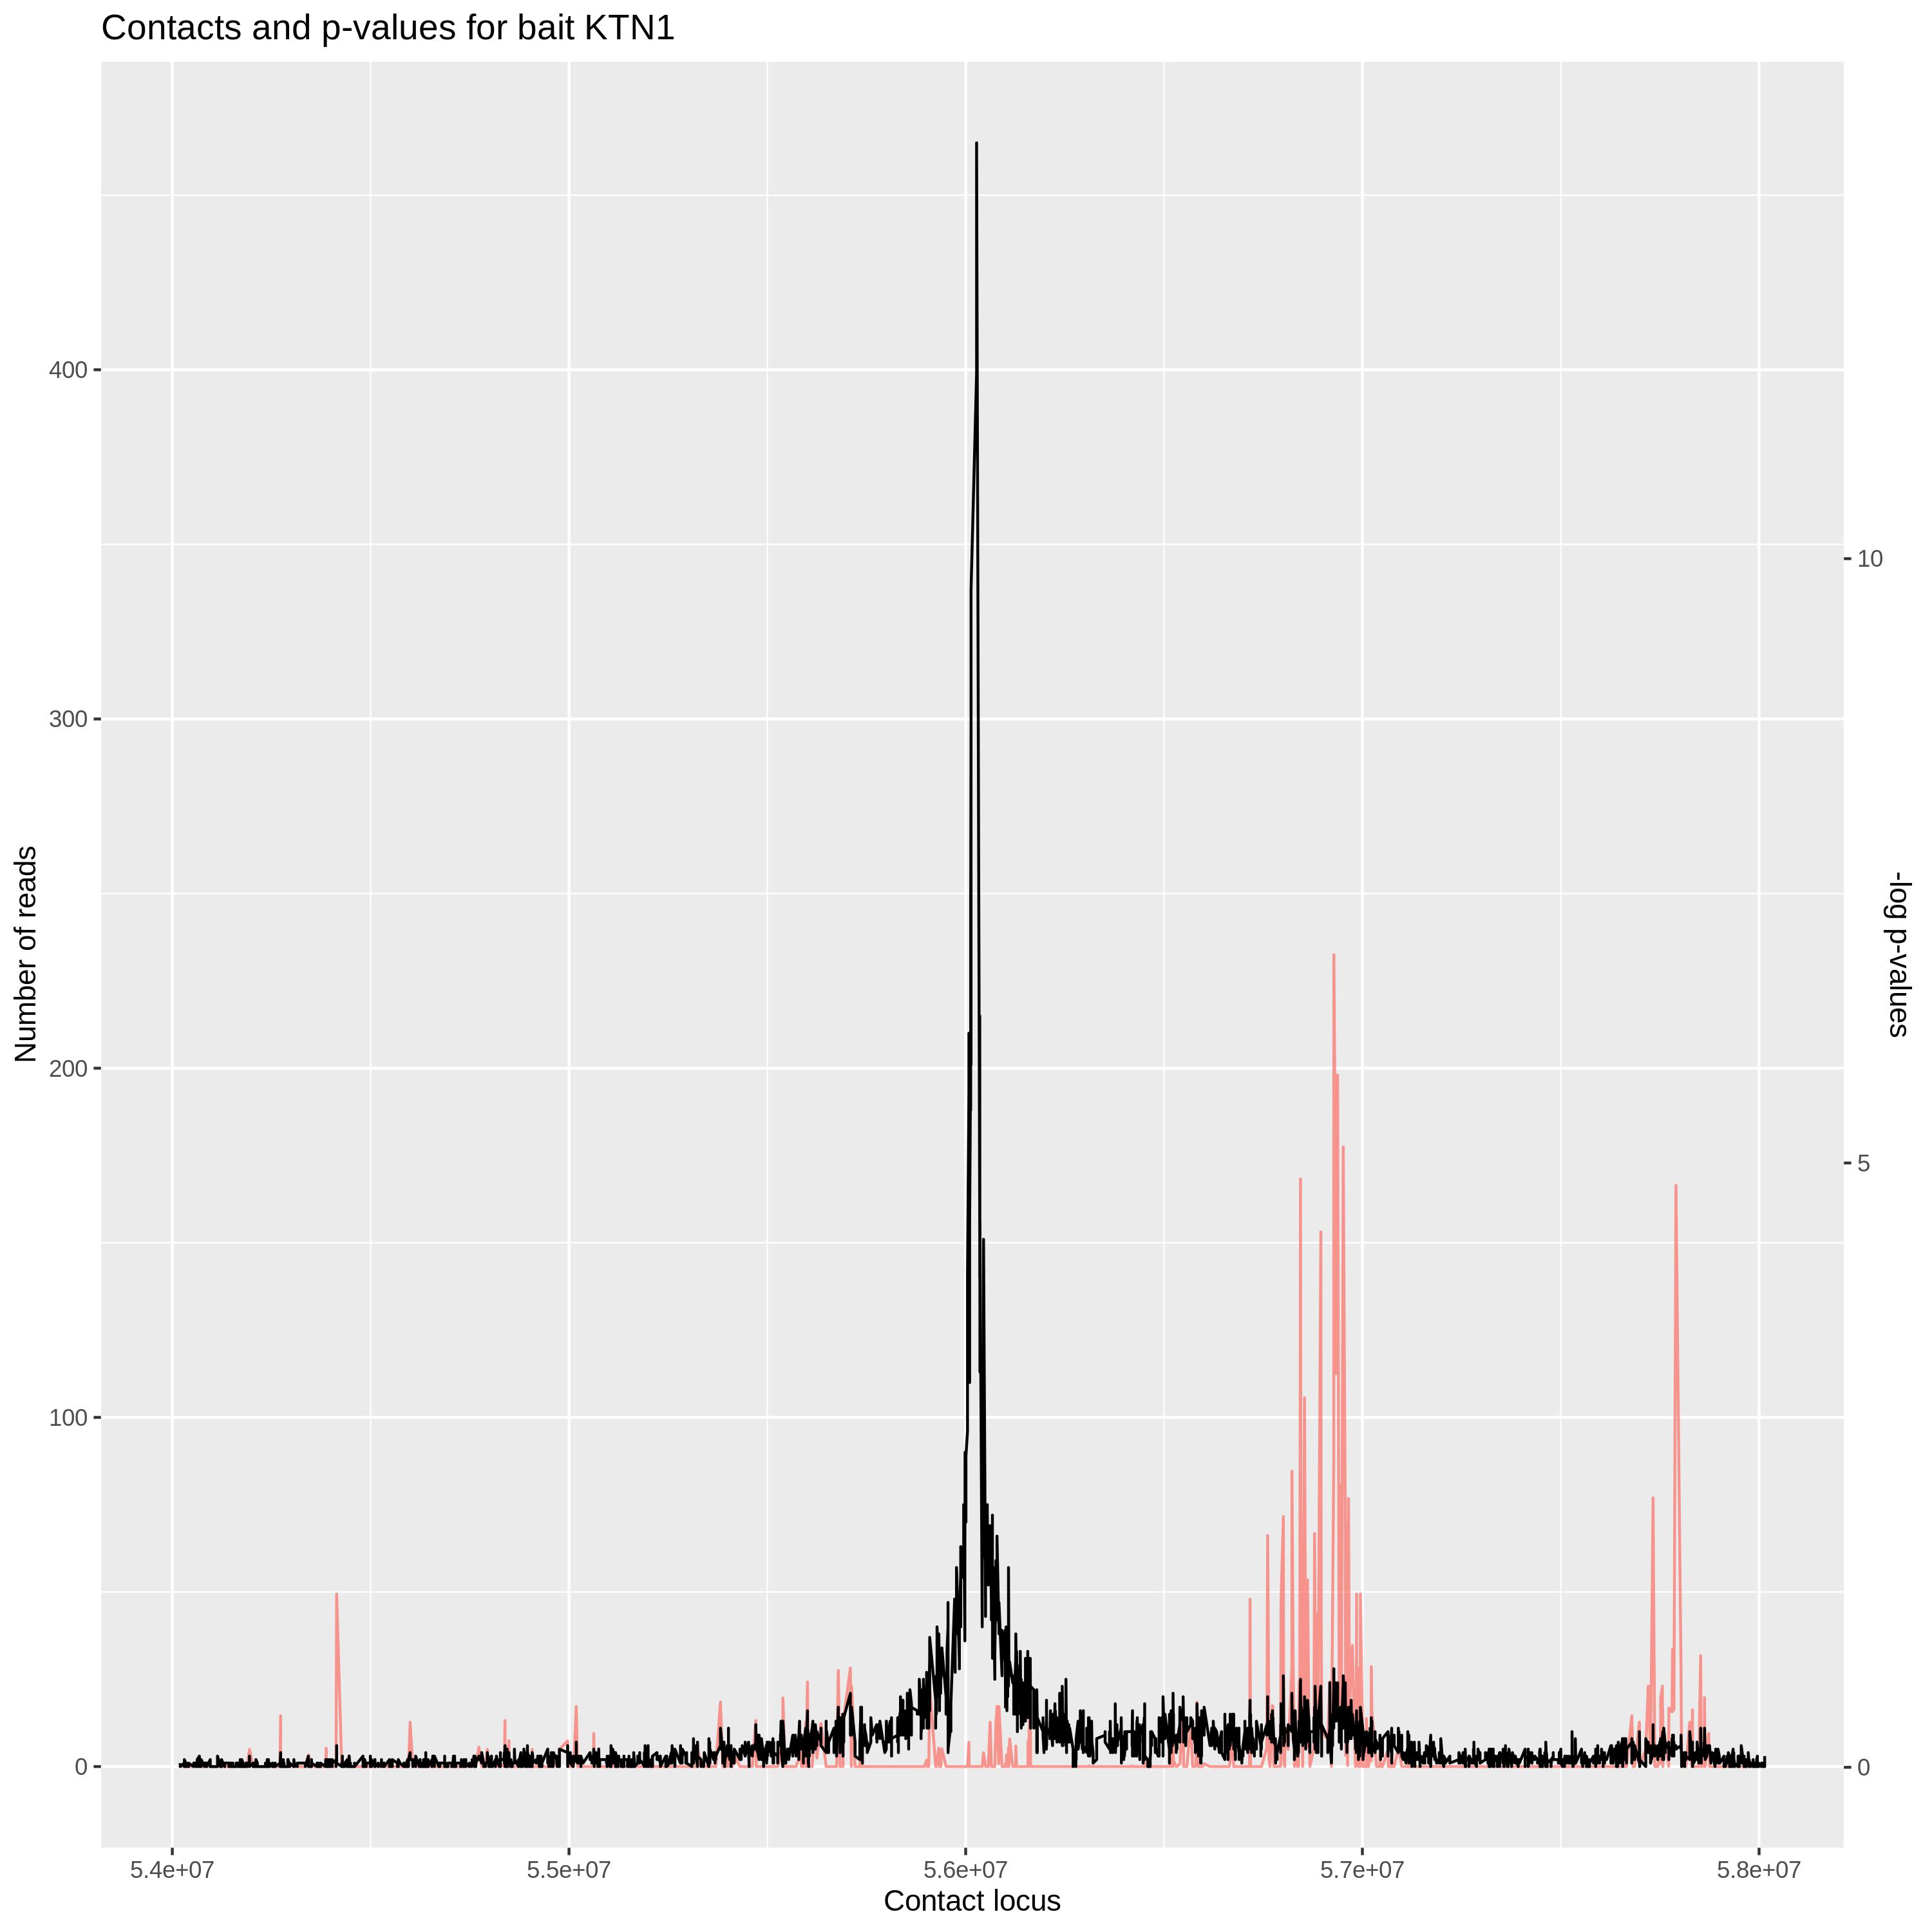 Contacts and p-values for bait KTN1
400
300
200
100
0
Number of reads
10
5
0
-log p-values
5.4e+07
5.5e+07
5.6e+07
5.7e+07
5.8e+07
Contact locus